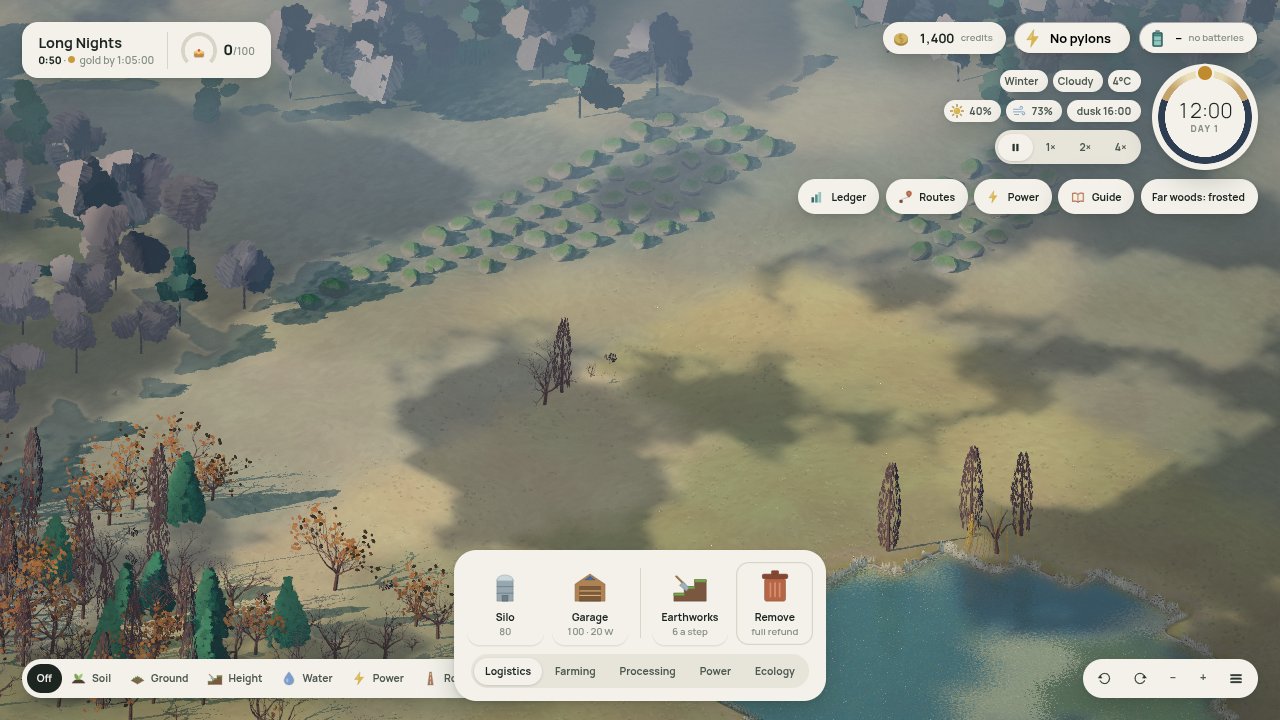 Long Nights
0:50 · gold by 1:05:00
0/100
1,400 credits
No pylons
– no batteries
Winter
Cloudy
4°C
40%
73%
dusk 16:00
12:00
DAY 1
1×
2×
4×
Ledger
Routes
Power
Guide
Far woods: frosted
Silo
80
Garage
100 · 20 W
Earthworks
6 a step
Remove
full refund
Logistics
Farming
Processing
Power
Ecology
Off
Soil
Ground
Height
Water
Power
− +